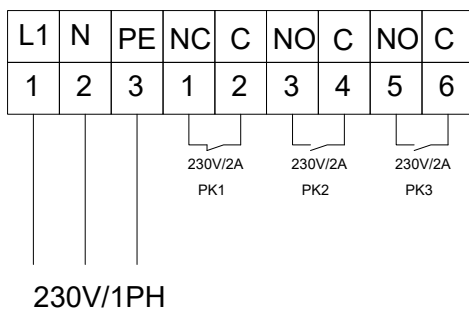 L1 N PE NC C NO C NO C
1 2 3 1 2 3 4 5 6
230V/2A 230V/2A 230V/2A
PK1 PK2 PK3
230V/1PH